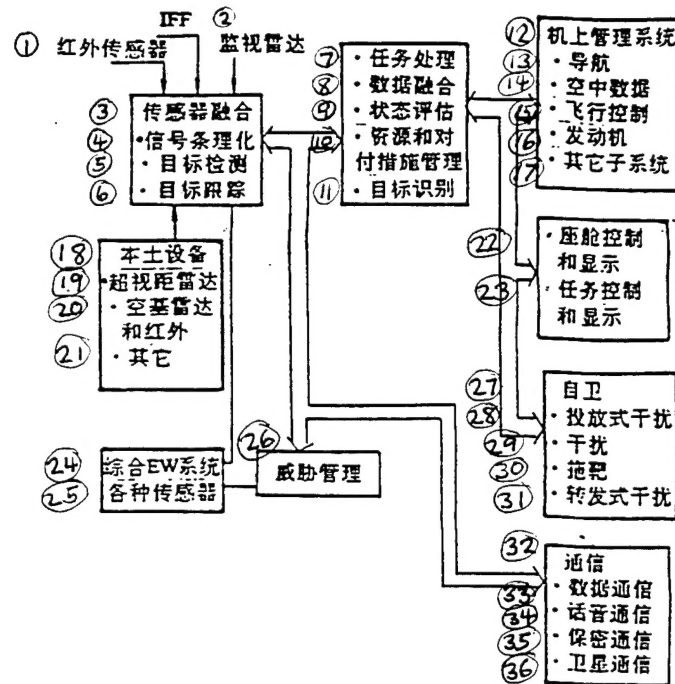 IFF ②
① 红外传感器 监视雷达
③ 传感器融合
④ ·信号条理化
⑤ ·目标检测
⑥ ·目标跟踪
⑦ ·任务处理
⑧ ·数据融合
⑨ ·状态评估
⑩ ·资源和对
付措施管理
⑪ ·目标识别
⑫ 机上管理系统
⑬ ·导航
⑭ ·空中数据
⑮ ·飞行控制
⑯ ·发动机
⑰ ·其它子系统
⑱ 本土设备
⑲ ·超视距雷达
⑳ ·空基雷达
和红外
㉑ ·其它
㉒ ·座舱控制
和显示
㉓ ·任务控制
和显示
㉔ 综合EW系统
㉕ 各种传感器
㉖ 威胁管理
㉗ 自卫
㉘ ·投放式干扰
㉙ ·干扰
㉚ ·拖靶
㉛ ·转发式干扰
㉜ 通信
㉝ ·数据通信
㉞ ·话音通信
㉟ ·保密通信
㊱ ·卫星通信